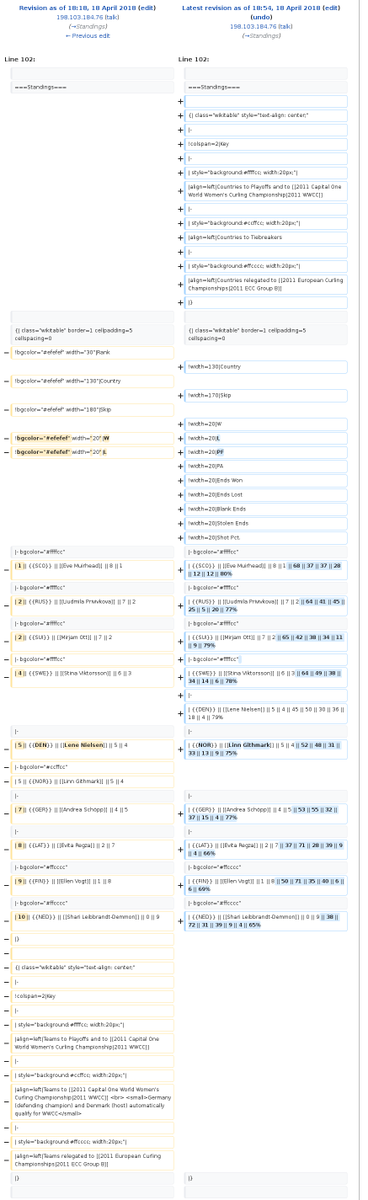 Revision as of 18:18, 18 April 2018 (edit)
198.103.184.76 (talk)
(→Standings)
← Previous edit
Latest revision as of 18:54, 18 April 2018 (edit)
(undo)
198.103.184.76 (talk)
(→Standings)
Line 102:
Line 102:
===Standings===
===Standings===
+
+ {| class="wikitable" style="text-align: center;"
+ |-
+ !colspan=2|Key
+ |-
+ | style="background:#ffffcc; width:20px;"|
+ |align=left|Countries to Playoffs and to [[2011 Capital One
World Women's Curling Championship|2011 WWCC]]
+ |-
+ | style="background:#ccffcc; width:20px;"|
+ |align=left|Countries to Tiebreakers
+ |-
+ | style="background:#ffcccc; width:20px;"|
+ |align=left|Countries relegated to [[2011 European Curling
Championships|2011 ECC Group B]]
+ |}
{| class="wikitable" border=1 cellpadding=5
cellspacing=0
{| class="wikitable" border=1 cellpadding=5
cellspacing=0
− !bgcolor="#efefef" width="30"|Rank
+ !width=130|Country
− !bgcolor="#efefef" width="130"|Country
+ !width=170|Skip
− !bgcolor="#efefef" width="180"|Skip
+ !width=20|W
− !bgcolor="#efefef" width="20"|W
+ !width=20|L
− !bgcolor="#efefef" width="20"|L
+ !width=20|PF
+ !width=20|PA
+ !width=20|Ends Won
+ !width=20|Ends Lost
+ !width=20|Blank Ends
+ !width=20|Stolen Ends
+ !width=20|Shot Pct.
|- bgcolor="#ffffcc"
|- bgcolor="#ffffcc"
− | 1 || {{SCO}} || [[Eve Muirhead]] || 8 || 1
+ | {{SCO}} || [[Eve Muirhead]] || 8 || 1 || 68 || 37 || 37 || 28
|| 12 || 12 || 80%
|- bgcolor="#ffffcc"
|- bgcolor="#ffffcc"
− | 2 || {{RUS}} || [[Liudmila Privivkova]] || 7 || 2
+ | {{RUS}} || [[Liudmila Privivkova]] || 7 || 2 || 64 || 41 || 45 ||
25 || 5 || 20 || 77%
|- bgcolor="#ffffcc"
|- bgcolor="#ffffcc"
− | 2 || {{SUI}} || [[Mirjam Ott]] || 7 || 2
+ | {{SUI}} || [[Mirjam Ott]] || 7 || 2 || 65 || 42 || 38 || 34 || 11
|| 9 || 79%
|- bgcolor="#ffffcc"
|- bgcolor="#ffffcc"
− | 4 || {{SWE}} || [[Stina Viktorsson]] || 6 || 3
+ | {{SWE}} || [[Stina Viktorsson]] || 6 || 3 || 64 || 49 || 38 ||
34 || 14 || 6 || 78%
+ |-
+ | {{DEN}} || [[Lene Nielsen]] || 5 || 4 || 45 || 50 || 30 || 36 ||
18 || 4 || 79%
|-
|-
− | 5 || {{DEN}} || [[Lene Nielsen]] || 5 || 4
+ | {{NOR}} || [[Linn Githmark]] || 5 || 4 || 52 || 48 || 31 ||
33 || 13 || 9 || 75%
− |- bgcolor="#ccffcc"
− | 5 || {{NOR}} || [[Linn Githmark]] || 5 || 4
|-
|-
− | 7 || {{GER}} || [[Andrea Schöpp]] || 4 || 5
+ | {{GER}} || [[Andrea Schöpp]] || 4 || 5 || 53 || 55 || 32 ||
37 || 15 || 4 || 77%
|-
|-
− | 8 || {{LAT}} || [[Evita Regža]] || 2 || 7
+ | {{LAT}} || [[Evita Regža]] || 2 || 7 || 37 || 71 || 28 || 39 || 9
|| 4 || 66%
|- bgcolor="#ffcccc"
|- bgcolor="#ffcccc"
− | 9 || {{FIN}} || [[Ellen Vogt]] || 1 || 8
+ | {{FIN}} || [[Ellen Vogt]] || 1 || 8 || 50 || 71 || 35 || 40 || 6
|| 6 || 69%
|- bgcolor="#ffcccc"
|- bgcolor="#ffcccc"
− | 10 || {{NED}} || [[Shari Leibbrandt-Demmon]] || 0 || 9
+ | {{NED}} || [[Shari Leibbrandt-Demmon]] || 0 || 9 || 38 ||
72 || 31 || 39 || 9 || 4 || 65%
− |}
−
− {| class="wikitable" style="text-align: center;"
− |-
− !colspan=2|Key
− |-
− | style="background:#ffffcc; width:20px;"|
− |align=left|Teams to Playoffs and to [[2011 Capital One
World Women's Curling Championship|2011 WWCC]]
− |-
− | style="background:#ccffcc; width:20px;"|
− |align=left|Teams to [[2011 Capital One World Women's
Curling Championship|2011 WWCC]] <br> <small>Germany
(defending champion) and Denmark (host) automatically
qualify for WWCC</small>
− |-
− | style="background:#ffcccc; width:20px;"|
− |align=left|Teams relegated to [[2011 European Curling
Championships|2011 ECC Group B]]
|}
|}